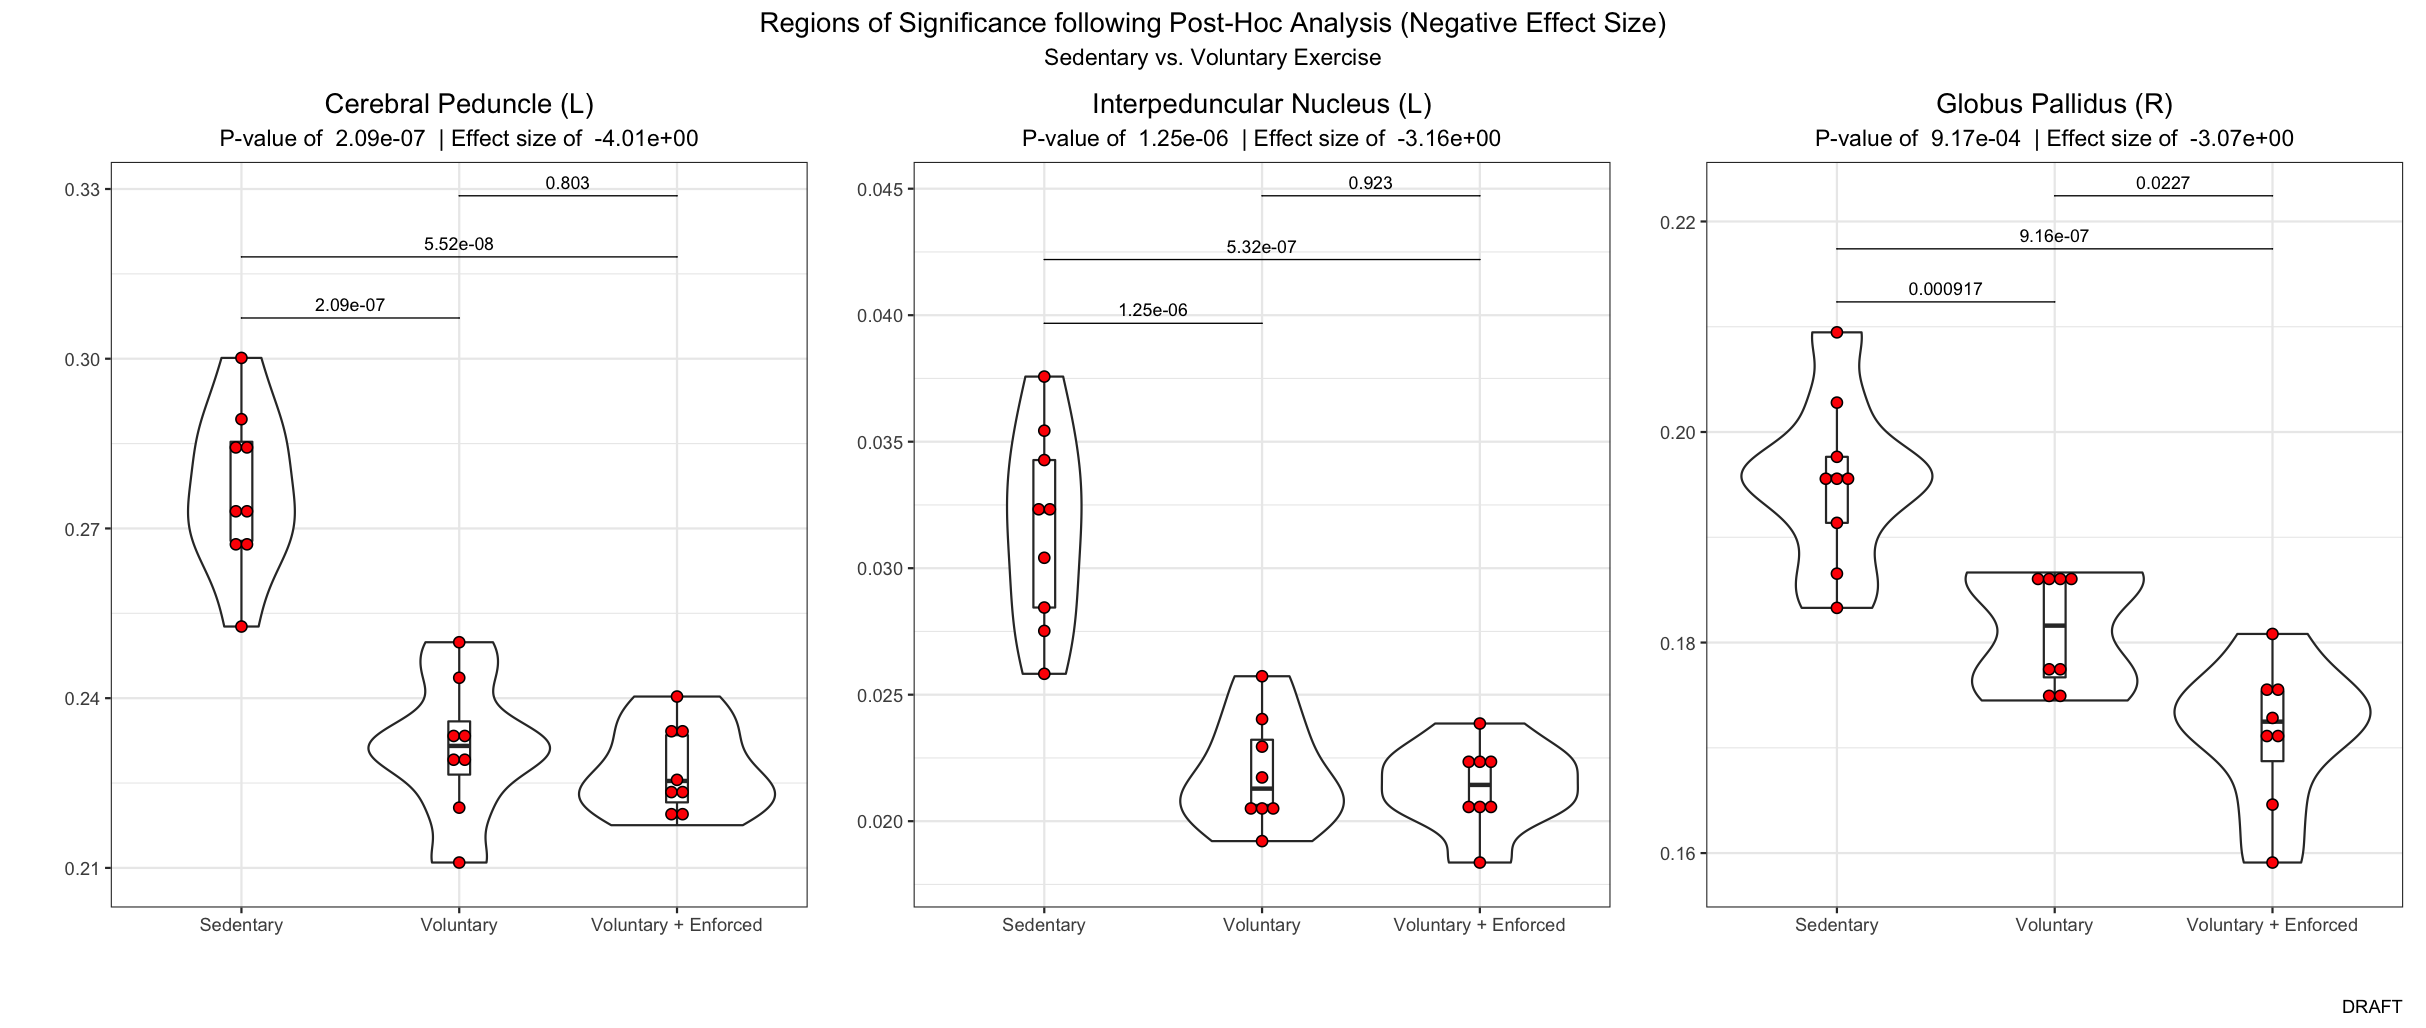 Regions of Significance following Post-Hoc Analysis (Negative Effect Size)
Sedentary vs. Voluntary Exercise
Cerebral Peduncle (L)
P-value of  2.09e-07  | Effect size of  -4.01e+00
0.33
0.30
0.27
0.24
0.21
0.803
5.52e-08
2.09e-07
Sedentary
Voluntary
Voluntary + Enforced
Interpeduncular Nucleus (L)
P-value of  1.25e-06  | Effect size of  -3.16e+00
0.045
0.040
0.035
0.030
0.025
0.020
0.923
5.32e-07
1.25e-06
Sedentary
Voluntary
Voluntary + Enforced
Globus Pallidus (R)
P-value of  9.17e-04  | Effect size of  -3.07e+00
0.22
0.20
0.18
0.16
0.0227
9.16e-07
0.000917
Sedentary
Voluntary
Voluntary + Enforced
DRAFT